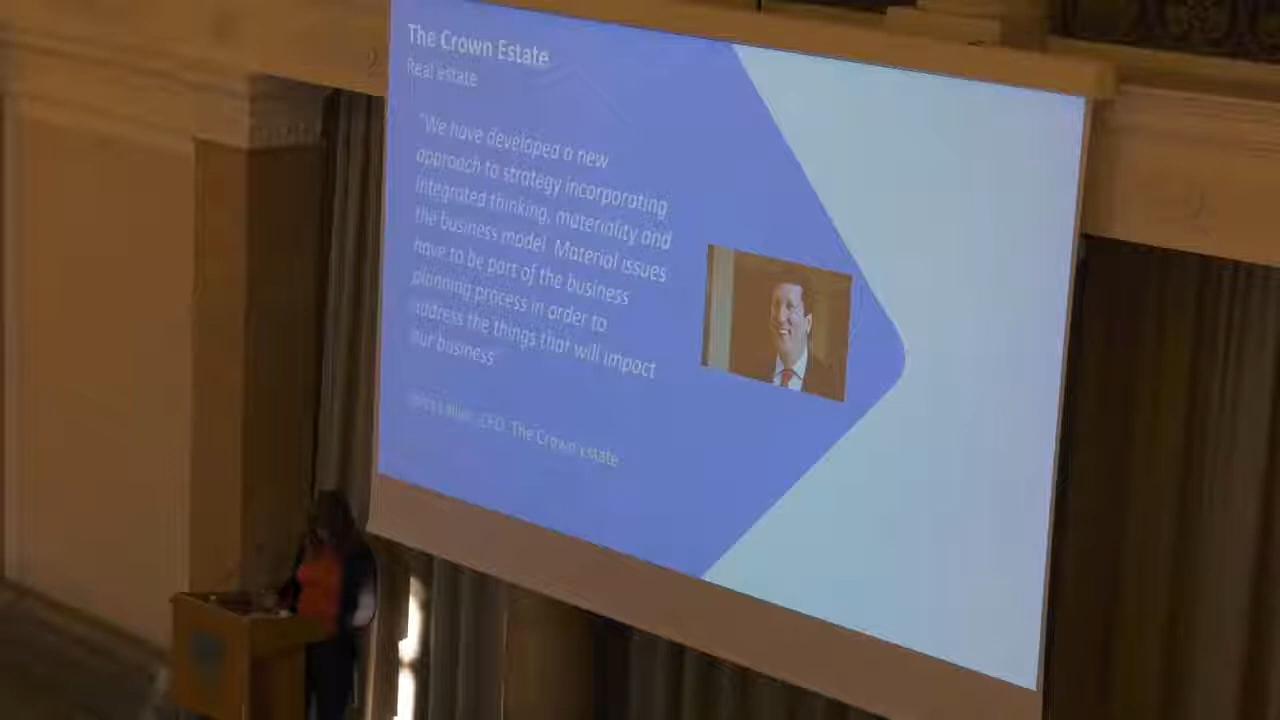 The Crown Estate
Real estate
"We have developed a new
approach to strategy incorporating
integrated thinking, materiality and
the business model. Material issues
have to be part of the business
planning process in order to
address the things that will impact
our business
CFO, The Crown Estate